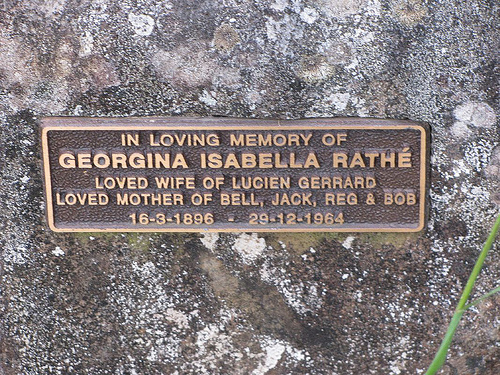 IN LOVING MEMORY OF
GEORGINA ISABELLA RATHÉ
LOVED WIFE OF LUCIEN GERRARD
LOVED MOTHER OF BELL, JACK, REG & BOB
16-3-1896 - 29-12-1964